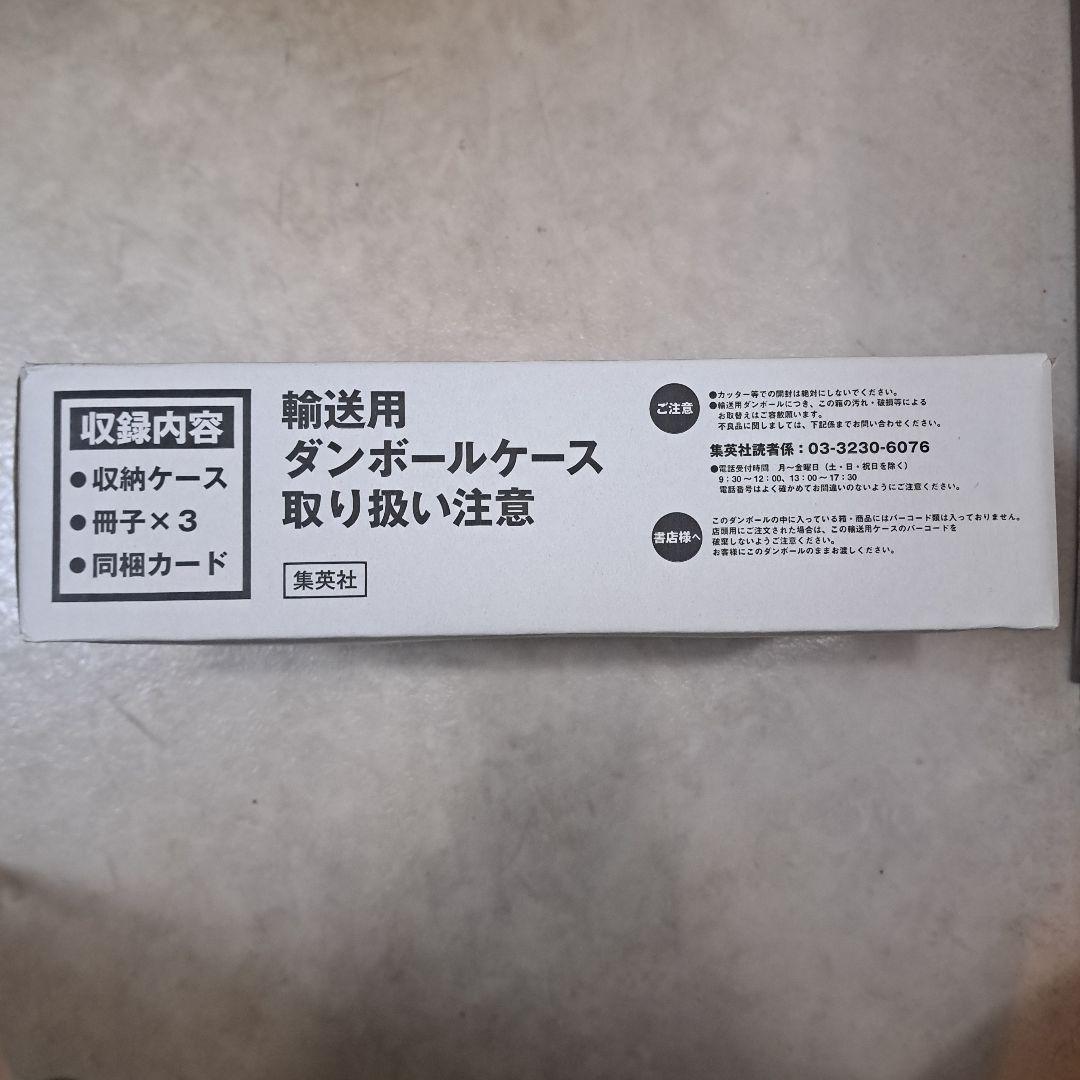 収録内容
●収納ケース
●冊子×3
●同梱カード
輸送用
ダンボールケース
取り扱い注意
集英社
ご注意
●カッター等での開封は絶対にしないでください。
●輸送用ダンボールにつき、この箱の汚れ・破損等による
お取替えはご容赦願います。
不良品に関しましては、下記係までお問い合わせください。
集英社読者係：03-3230-6076
●電話受付時間　月～金曜日（土・日・祝日を除く）
9：30～12：00、13：00～17：30
電話番号はよく確かめてお間違いのないようにご注意ください。
書店様へ
このダンボールの中に入っている箱・商品にはバーコード類は入っておりません。
店頭用にご注文された場合は、この輸送用ケースのバーコードを
破棄しないようご注意ください。
お客様にこのダンボールのままお渡しください。